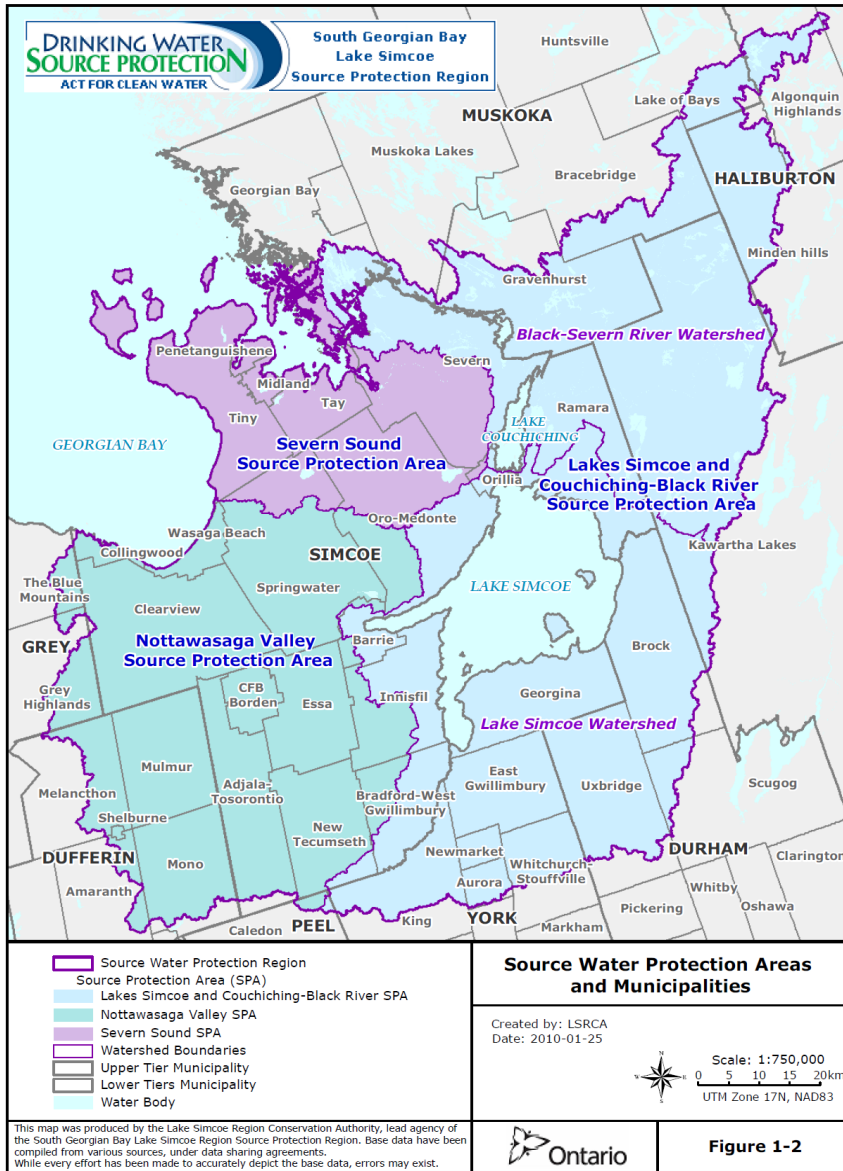 DRINKING WATER
SOURCE PROTECTION
ACT FOR CLEAN WATER
South Georgian Bay
Lake Simcoe
Source Protection Region
Huntsville
Lake of Bays
Algonquin
Highlands
MUSKOKA
Muskoka Lakes
Bracebridge
HALIBURTON
Georgian Bay
Minden hills
Gravenhurst
Black-Severn River Watershed
Penetanguishene
Severn
Midland
Tay
Tiny
Ramara
LAKE
COUCHICHING
GEORGIAN BAY
Severn Sound
Source Protection Area
Lakes Simcoe and
Couchiching-Black River
Source Protection Area
Orillia
Oro-Medonte
Wasaga Beach
Collingwood
SIMCOE
Kawartha Lakes
The Blue
Mountains
Springwater
LAKE SIMCOE
Clearview
GREY
Nottawasaga Valley
Source Protection Area
Barrie
Brock
Grey
Highlands
CFB
Borden
Essa
Innisfil
Georgina
Lake Simcoe Watershed
Mulmur
Melancthon
Adjala-
Tosorontio
Bradford-West
Gwillimbury
East
Gwillimbury
Uxbridge
Scugog
Shelburne
New
Tecumseth
DUFFERIN
Mono
Newmarket
DURHAM
Whitchurch-
Stouffville
Clarington
Amaranth
Aurora
Whitby
Caledon
PEEL
King
YORK
Markham
Pickering
Oshawa
Source Water Protection Region
Source Protection Area (SPA)
Lakes Simcoe and Couchiching-Black River SPA
Nottawasaga Valley SPA
Severn Sound SPA
Watershed Boundaries
Upper Tier Municipality
Lower Tiers Municipality
Water Body
Source Water Protection Areas
and Municipalities
Created by: LSRCA
Date: 2010-01-25
N
W E
S
Scale: 1:750,000
0 5 10 15 20km
UTM Zone 17N, NAD83
This map was produced by the Lake Simcoe Region Conservation Authority, lead agency of
the South Georgian Bay Lake Simcoe Region Source Protection Region. Base data have been
compiled from various sources, under data sharing agreements.
While every effort has been made to accurately depict the base data, errors may exist.
Ontario
Figure 1-2